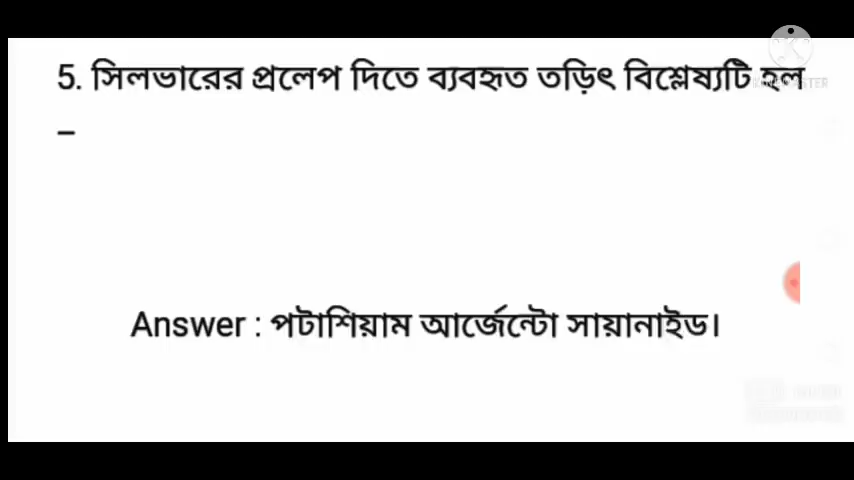 5. সিলভারের প্রলেপ দিতে ব্যবহৃত তড়িৎ বিশ্লেষ্যটি হল
–
Answer : পটাশিয়াম আর্জেন্টো সায়ানাইড।